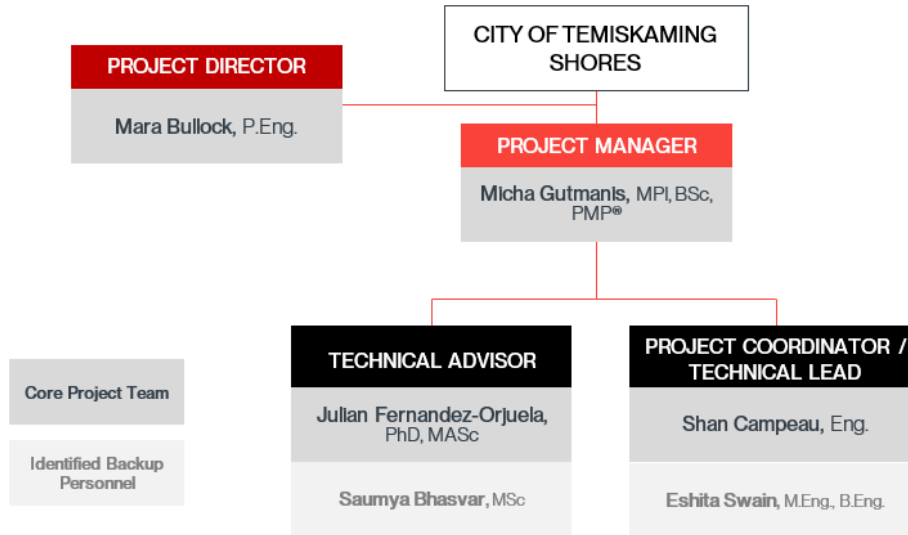 CITY OF TEMISKAMING
SHORES
PROJECT DIRECTOR
Mara Bullock, P.Eng.
PROJECT MANAGER
Micha Gutmanis, MPI, BSc,
PMP®
TECHNICAL ADVISOR
Julian Fernandez-Orjuela,
PhD, MASc
Saumya Bhasvar, MSc
PROJECT COORDINATOR /
TECHNICAL LEAD
Shan Campeau, Eng.
Eshita Swain, M.Eng., B.Eng.
Core Project Team
Identified Backup
Personnel